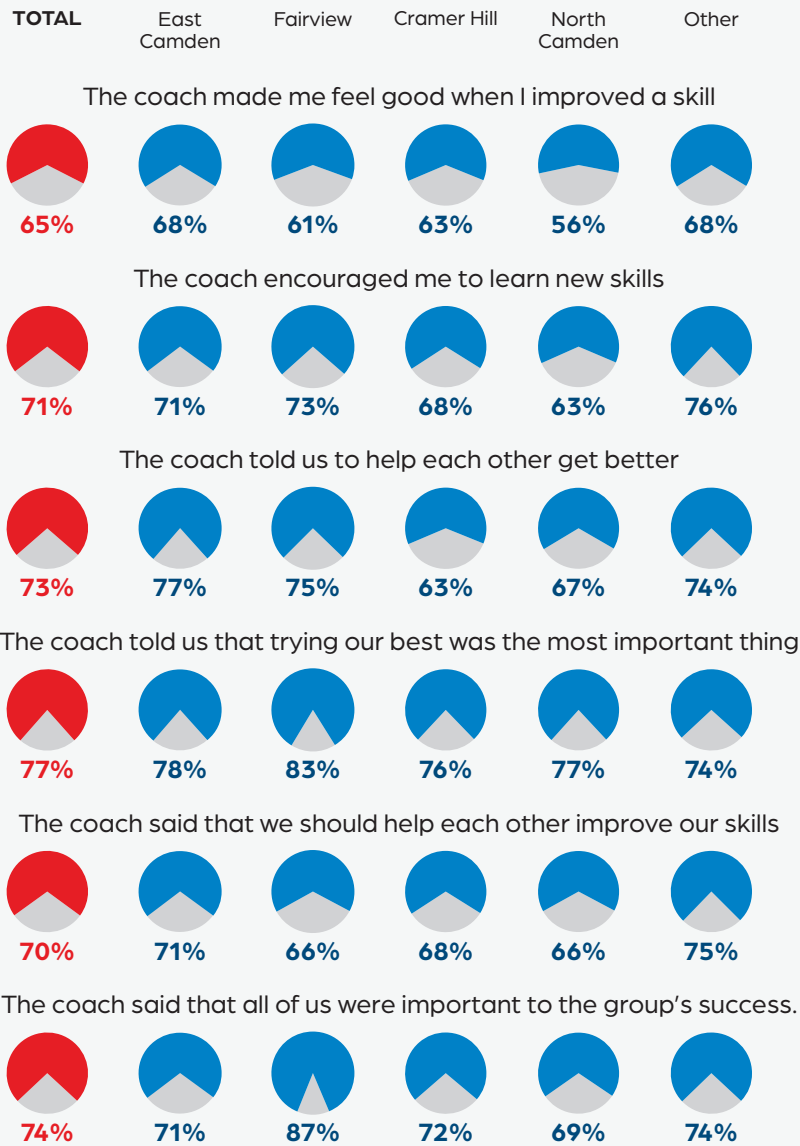 TOTAL East Camden Fairview Cramer Hill North Camden Other
The coach made me feel good when I improved a skill
65% 68% 61% 63% 56% 68%
The coach encouraged me to learn new skills
71% 71% 73% 68% 63% 76%
The coach told us to help each other get better
73% 77% 75% 63% 67% 74%
The coach told us that trying our best was the most important thing
77% 78% 83% 76% 77% 74%
The coach said that we should help each other improve our skills
70% 71% 66% 68% 66% 75%
The coach said that all of us were important to the group's success.
74% 71% 87% 72% 69% 74%